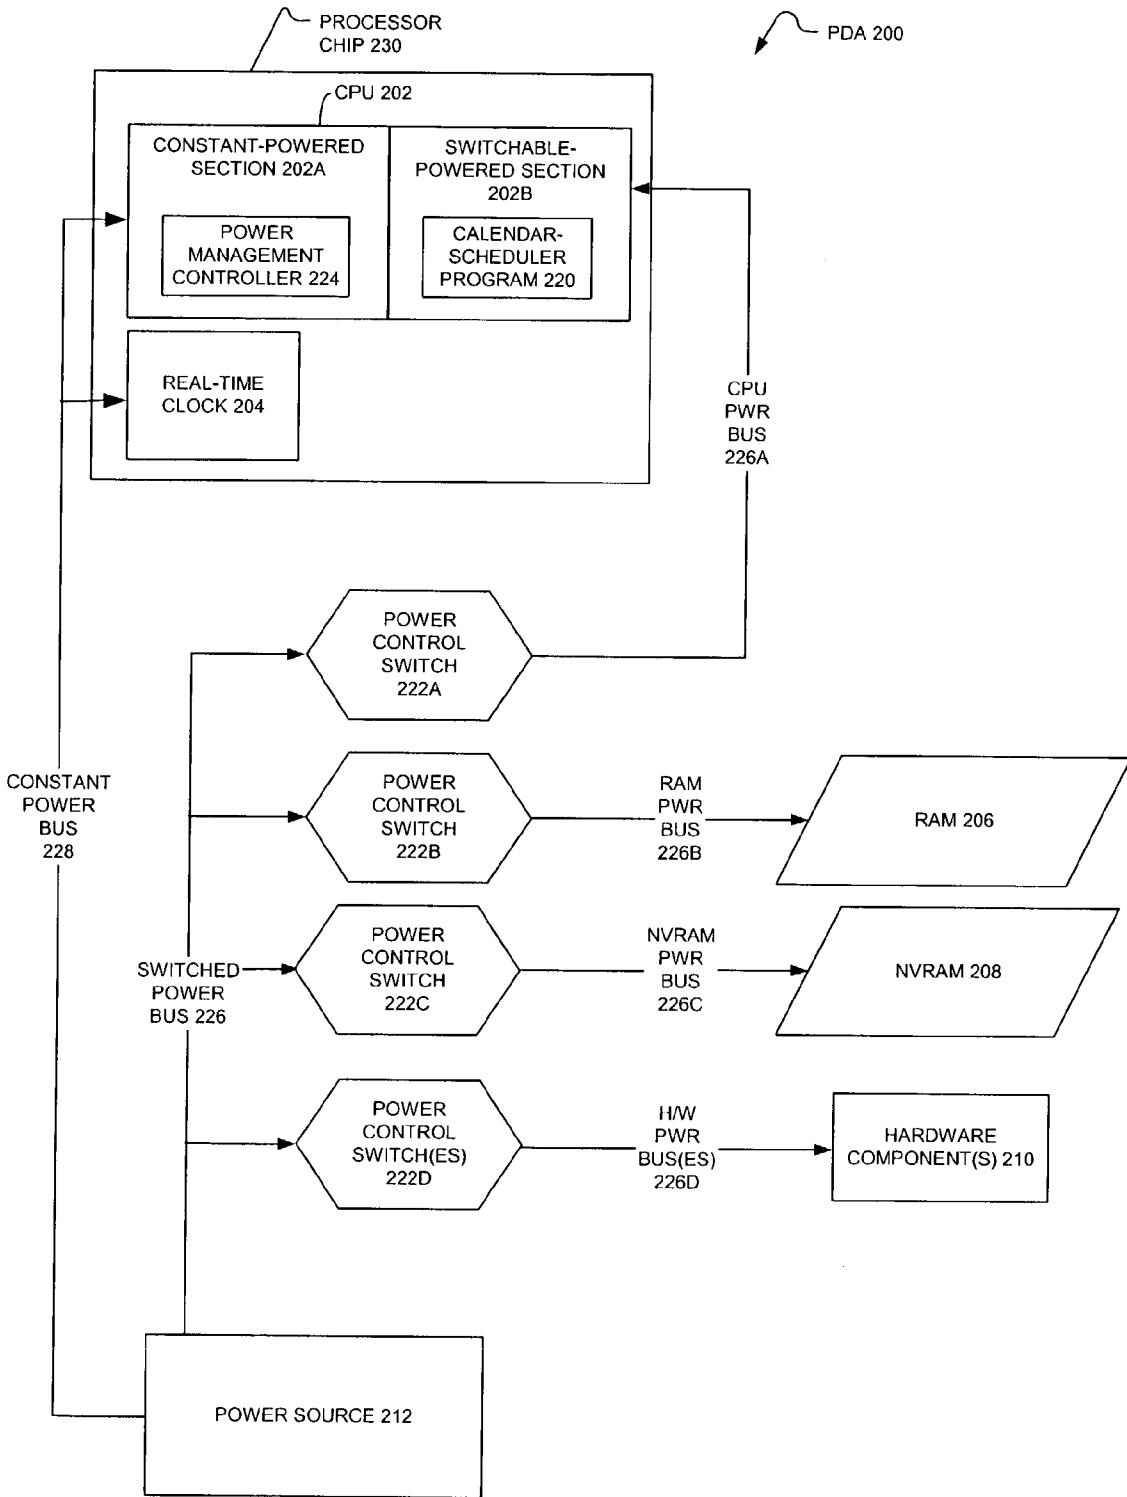 PROCESSOR
CHIP 230
PDA 200
CPU 202
CONSTANT-POWERED
SECTION 202A
SWITCHABLE-
POWERED SECTION
202B
POWER
MANAGEMENT
CONTROLLER 224
CALENDAR-
SCHEDULER
PROGRAM 220
REAL-TIME
CLOCK 204
CPU
PWR
BUS
226A
POWER
CONTROL
SWITCH
222A
CONSTANT
POWER
BUS
228
POWER
CONTROL
SWITCH
222B
RAM
PWR
BUS
226B
RAM 206
SWITCHED
POWER
BUS 226
POWER
CONTROL
SWITCH
222C
NVRAM
PWR
BUS
226C
NVRAM 208
POWER
CONTROL
SWITCH(ES)
222D
H/W
PWR
BUS(ES)
226D
HARDWARE
COMPONENT(S) 210
POWER SOURCE 212